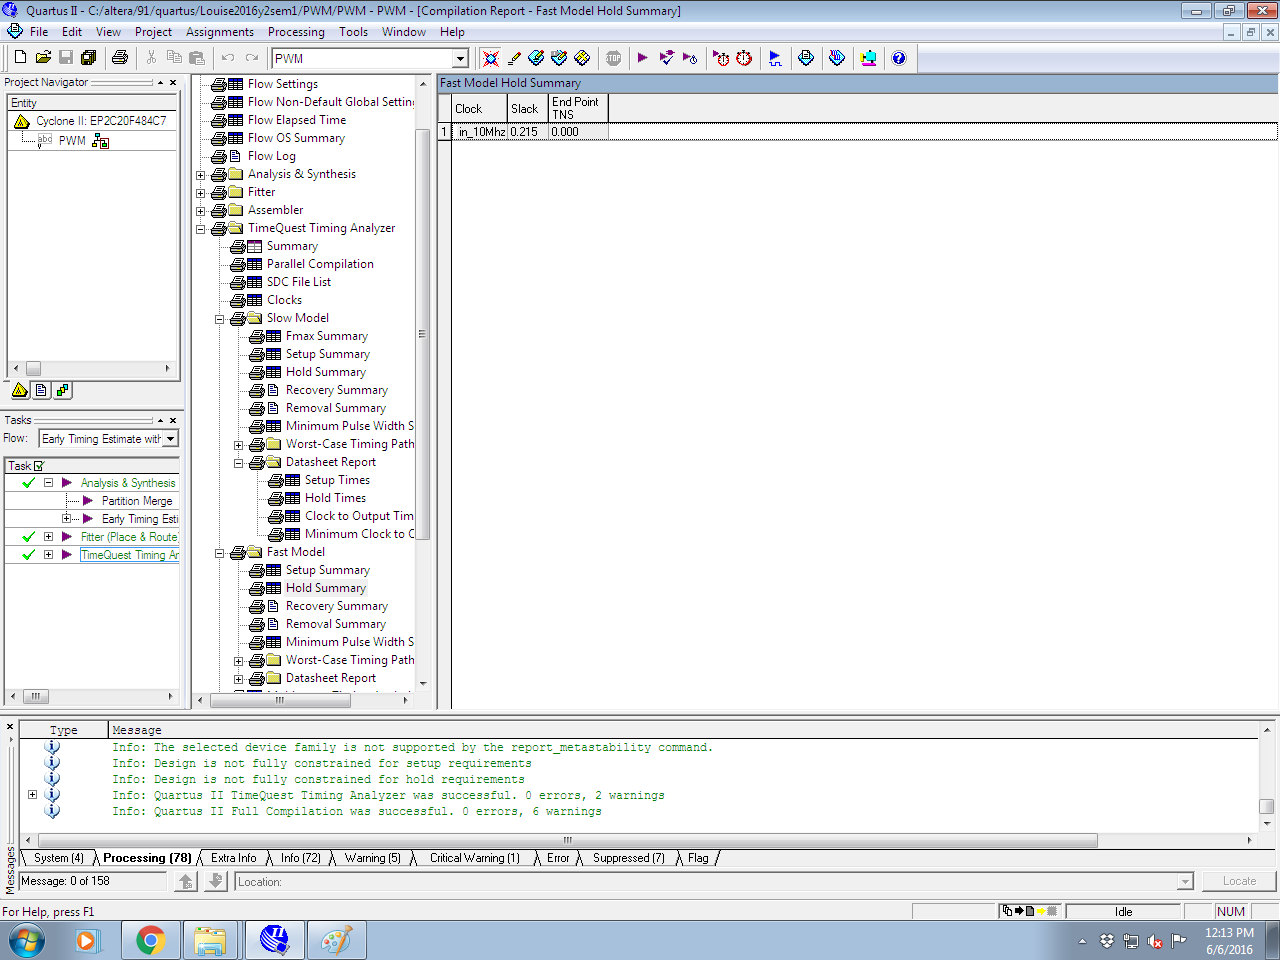 Quartus II - C:/altera/91/quartus/Louise2016y2sem1/PWM/PWM - PWM - [Compilation Report - Fast Model Hold Summary]
File Edit View Project Assignments Processing Tools Window Help
PWM
Project Navigator
Entity
Cyclone II: EP2C20F484C7
abc PWM
Tasks
Flow: Early Timing Estimate with
Task
Analysis & Synthesis
Partition Merge
Early Timing Esti
Fitter (Place & Route)
TimeQuest Timing Ar
Flow Settings
Flow Non-Default Global Settin
Flow Elapsed Time
Flow OS Summary
Flow Log
Analysis & Synthesis
Fitter
Assembler
TimeQuest Timing Analyzer
Summary
Parallel Compilation
SDC File List
Clocks
Slow Model
Fmax Summary
Setup Summary
Hold Summary
Recovery Summary
Removal Summary
Minimum Pulse Width S
Worst-Case Timing Path
Datasheet Report
Setup Times
Hold Times
Clock to Output Tim
Minimum Clock to C
Fast Model
Setup Summary
Hold Summary
Recovery Summary
Removal Summary
Minimum Pulse Width S
Worst-Case Timing Path
Datasheet Report
Fast Model Hold Summary
Clock Slack End Point TNS
1 in_10Mhz 0.215 0.000
Type Message
Info: The selected device family is not supported by the report_metastability command.
Info: Design is not fully constrained for setup requirements
Info: Design is not fully constrained for hold requirements
Info: Quartus II TimeQuest Timing Analyzer was successful. 0 errors, 2 warnings
Info: Quartus II Full Compilation was successful. 0 errors, 6 warnings
System (4) Processing (78) Extra Info Info (72) Warning (5) Critical Warning (1) Error Suppressed (7) Flag
Messages
Message: 0 of 158
Location:
Locate
For Help, press F1
Idle
NUM
12:13 PM
6/6/2016